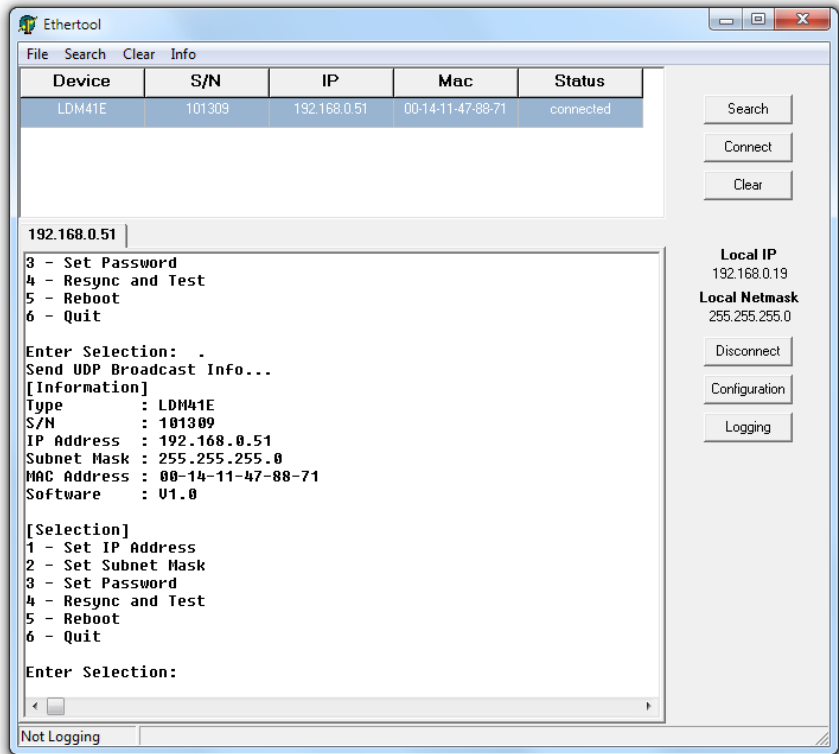 Ethertool
File Search Clear Info
Device S/N IP Mac Status
LDM41E 101309 192.168.0.51 00-14-11-47-88-71 connected
Search
Connect
Clear
192.168.0.51
3 - Set Password
4 - Resync and Test
5 - Reboot
6 - Quit
Enter Selection: .
Send UDP Broadcast Info...
[Information]
Type : LDM41E
S/N : 101309
IP Address : 192.168.0.51
Subnet Mask : 255.255.255.0
MAC Address : 00-14-11-47-88-71
Software : V1.0
[Selection]
1 - Set IP Address
2 - Set Subnet Mask
3 - Set Password
4 - Resync and Test
5 - Reboot
6 - Quit
Enter Selection:
Local IP
192.168.0.19
Local Netmask
255.255.255.0
Disconnect
Configuration
Logging
Not Logging